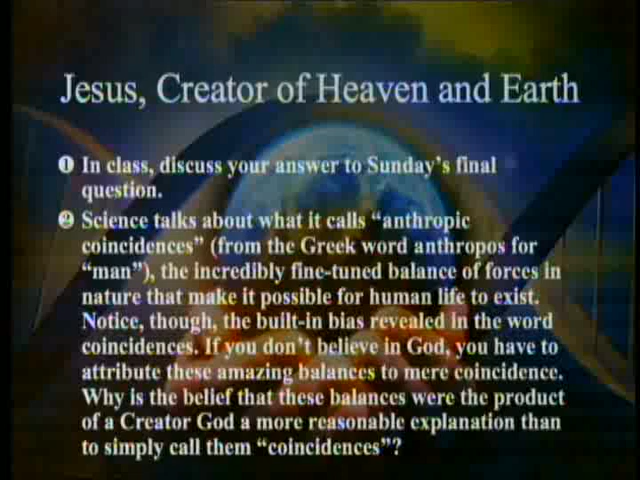 Jesus, Creator of Heaven and Earth
❶ In class, discuss your answer to Sunday's final
question.
❷ Science talks about what it calls “anthropic
coincidences” (from the Greek word anthropos for
“man”), the incredibly fine-tuned balance of forces in
nature that make it possible for human life to exist.
Notice, though, the built-in bias revealed in the word
coincidences. If you don't believe in God, you have to
attribute these amazing balances to mere coincidence.
Why is the belief that these balances were the product
of a Creator God a more reasonable explanation than
to simply call them “coincidences”?